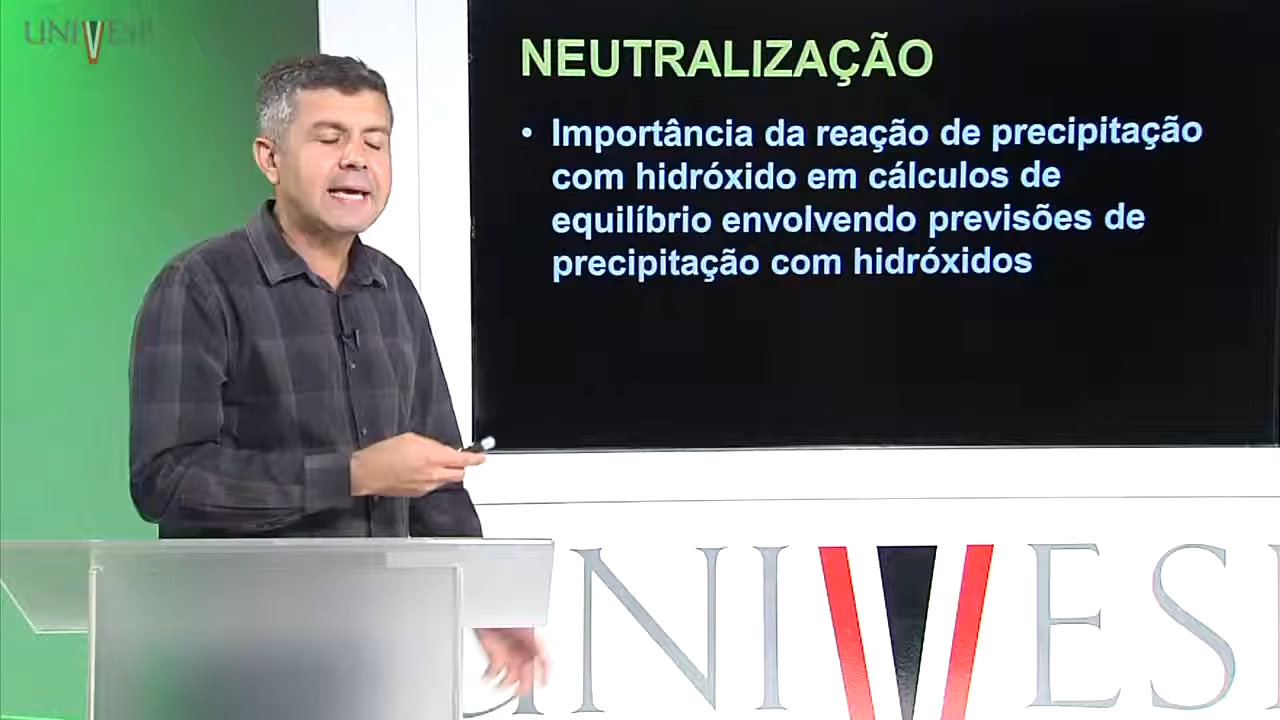 UNIVESP
NEUTRALIZAÇÃO
• Importância da reação de precipitação
com hidróxido em cálculos de
equilíbrio envolvendo previsões de
precipitação com hidróxidos
UNIVESP